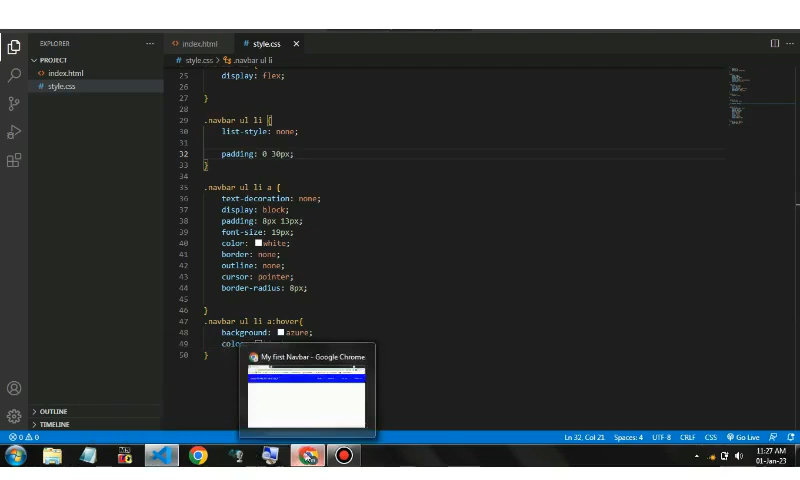 EXPLORER
PROJECT
index.html
style.css
OUTLINE
TIMELINE
index.html
style.css
style.css > .navbar ul li
25 display: flex;
26
27 }
28
29 .navbar ul li {
30 list-style: none;
31
32 padding: 0 30px;
33 }
34
35 .navbar ul li a {
36 text-decoration: none;
37 display: block;
38 padding: 8px 13px;
39 font-size: 19px;
40 color: white;
41 border: none;
42 outline: none;
43 cursor: pointer;
44 border-radius: 8px;
45
46 }
47 .navbar ul li a:hover{
48 background: azure;
49 color:
50 }
My first Navbar - Google Chrome
0 0
Ln 32, Col 21 Spaces: 4 UTF-8 CRLF CSS Go Live
11:27 AM
01-Jan-23